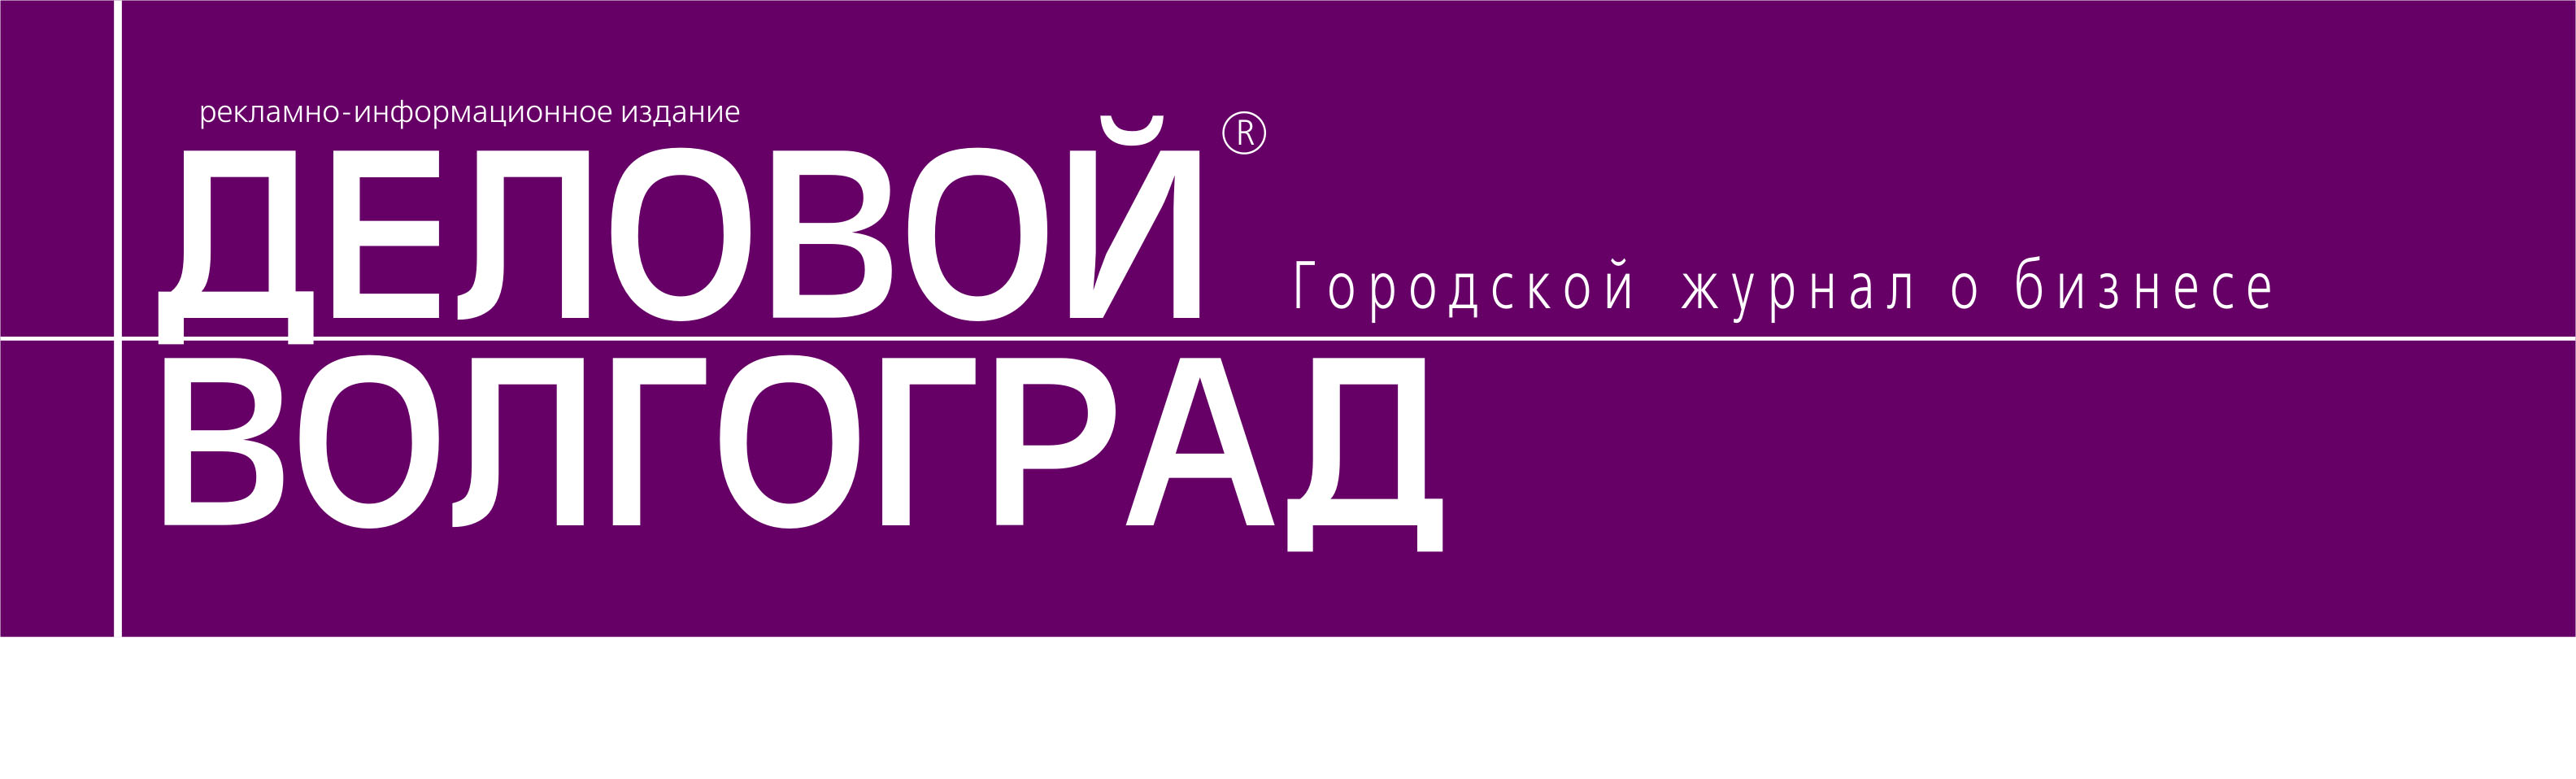 рекламно-информационное издание
ДЕЛОВОЙ®
Городской журнал о бизнесе
ВОЛГОГРАД